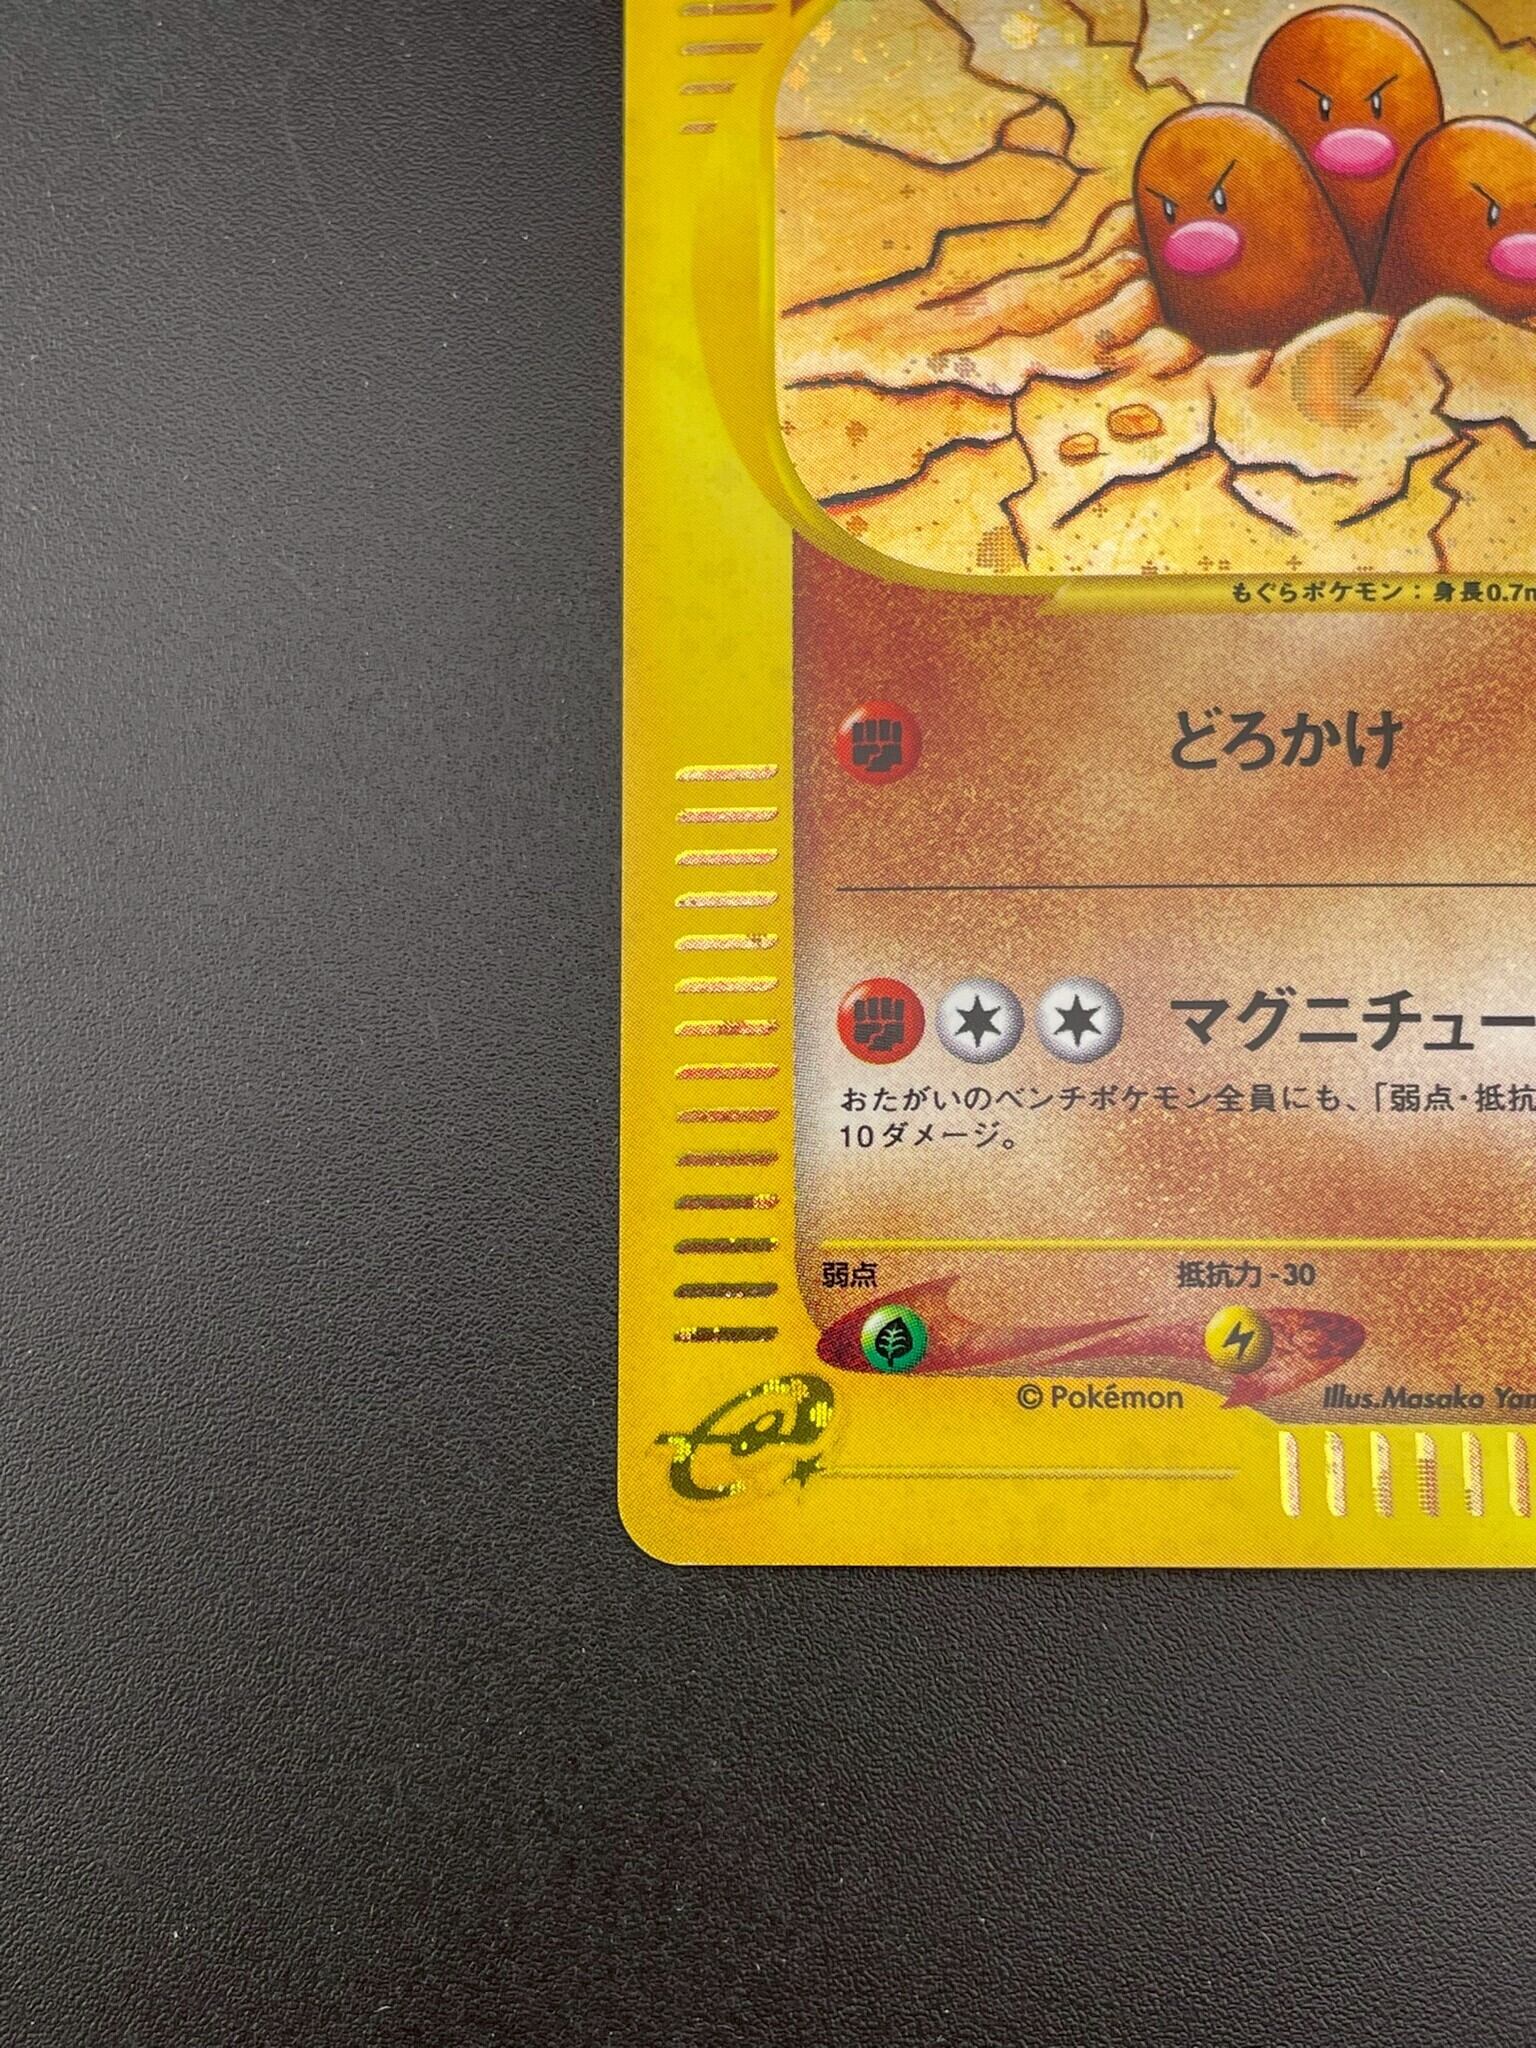 もぐらポケモン：身長0.7m
どろかけ
マグニチュー
おたがいのベンチポケモン全員にも、「弱点・抵抗
10ダメージ。
弱点 抵抗力-30
© Pokémon Illus.Masako